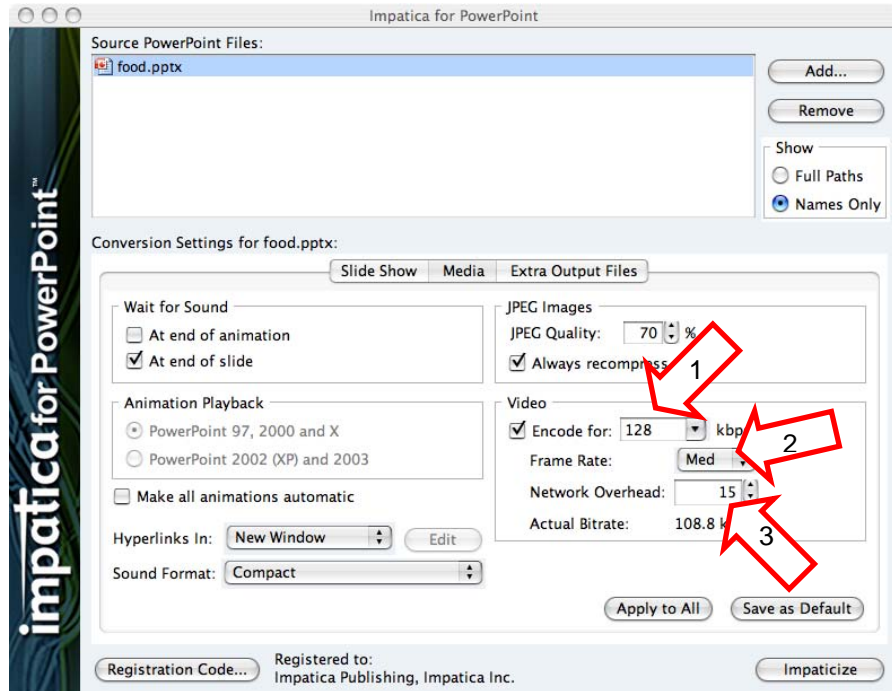 Impatica for PowerPoint
Source PowerPoint Files:
food.pptx
Add...
Remove
Show
Full Paths
Names Only
impatica for PowerPoint™
Conversion Settings for food.pptx:
Slide Show Media Extra Output Files
Wait for Sound
At end of animation
At end of slide
JPEG Images
JPEG Quality: 70 %
Always recompress
1
Animation Playback
PowerPoint 97, 2000 and X
PowerPoint 2002 (XP) and 2003
Video
Encode for: 128 kbp
2
Frame Rate: Med
Make all animations automatic
Network Overhead: 15
Actual Bitrate: 108.8 k
3
Hyperlinks In: New Window Edit
Sound Format: Compact
Apply to All Save as Default
Registration Code...
Registered to:
Impatica Publishing, Impatica Inc.
Impaticize